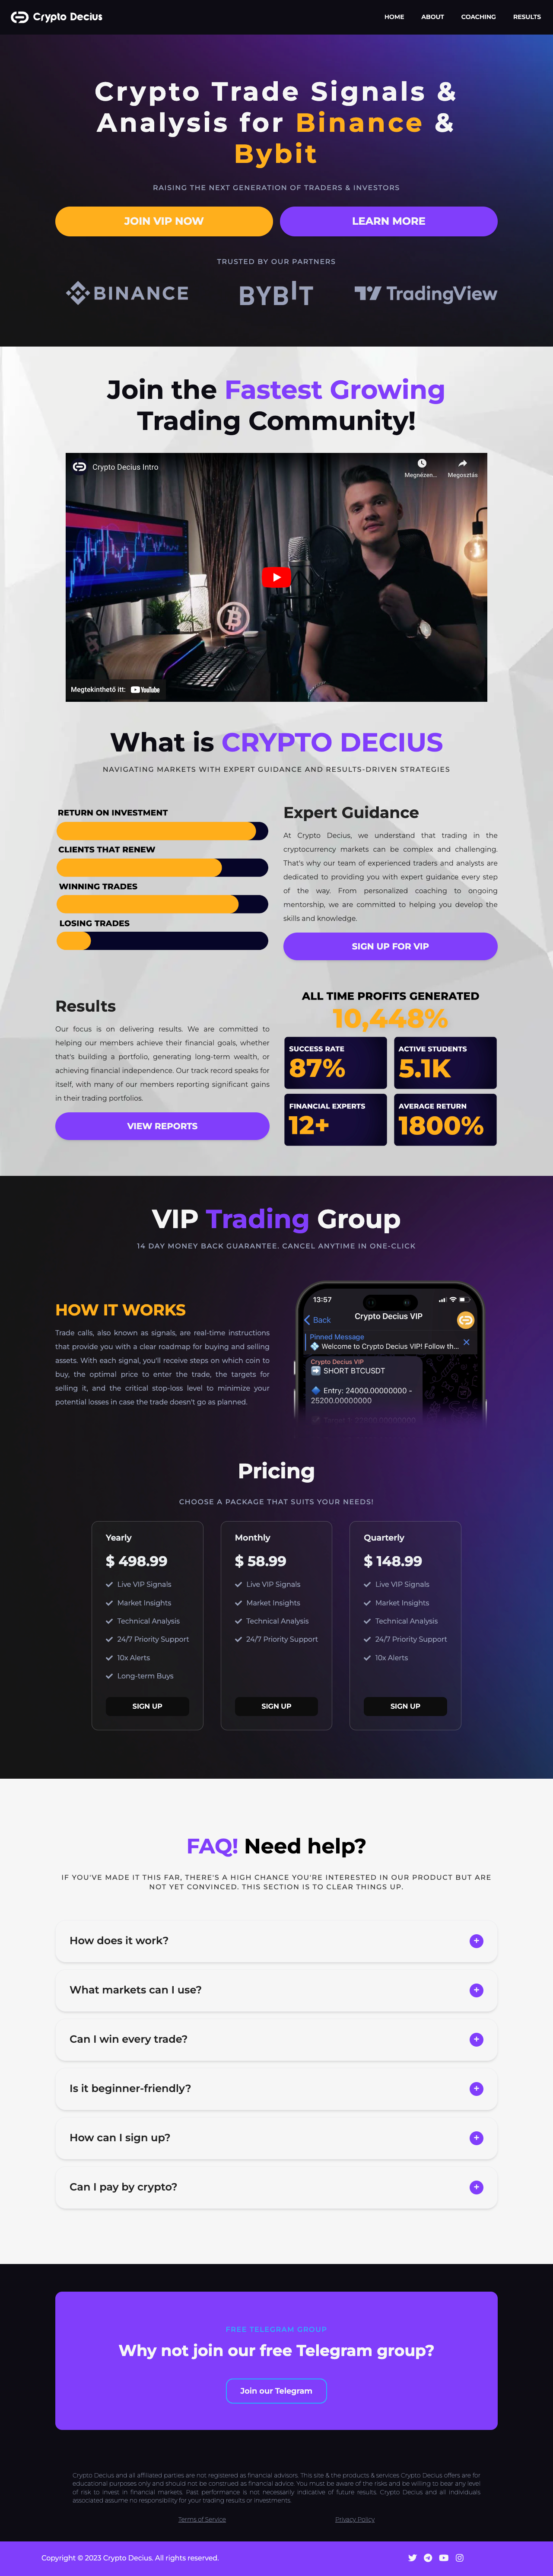 Crypto Decius
HOME ABOUT COACHING RESULTS
Crypto Trade Signals &
Analysis for Binance &
Bybit
RAISING THE NEXT GENERATION OF TRADERS & INVESTORS
JOIN VIP NOW
LEARN MORE
TRUSTED BY OUR PARTNERS
BINANCE
BYBIT
TradingView
Join the Fastest Growing
Trading Community!
Crypto Decius Intro
Megnézen...
Megosztás
Megtekinthető itt: YouTube
What is CRYPTO DECIUS
NAVIGATING MARKETS WITH EXPERT GUIDANCE AND RESULTS-DRIVEN STRATEGIES
RETURN ON INVESTMENT
CLIENTS THAT RENEW
WINNING TRADES
LOSING TRADES
Expert Guidance
At Crypto Decius, we understand that trading in the
cryptocurrency markets can be complex and challenging.
That's why our team of experienced traders and analysts are
dedicated to providing you with expert guidance every step
of the way. From personalized coaching to ongoing
mentorship, we are committed to helping you develop the
skills and knowledge.
SIGN UP FOR VIP
Results
Our focus is on delivering results. We are committed to
helping our members achieve their financial goals, whether
that's building a portfolio, generating long-term wealth, or
achieving financial independence. Our track record speaks for
itself, with many of our members reporting significant gains
in their trading portfolios.
VIEW REPORTS
ALL TIME PROFITS GENERATED
10,448%
SUCCESS RATE
87%
ACTIVE STUDENTS
5.1K
FINANCIAL EXPERTS
12+
AVERAGE RETURN
1800%
VIP Trading Group
14 DAY MONEY BACK GUARANTEE. CANCEL ANYTIME IN ONE-CLICK
HOW IT WORKS
Trade calls, also known as signals, are real-time instructions
that provide you with a clear roadmap for buying and selling
assets. With each signal, you'll receive steps on which coin to
buy, the optimal price to enter the trade, the targets for
selling it, and the critical stop-loss level to minimize your
potential losses in case the trade doesn't go as planned.
13:57
Back
Crypto Decius VIP
Pinned Message
Welcome to Crypto Decius VIP! Follow th...
Crypto Decius VIP
SHORT BTCUSDT
Entry: 24000.00000000 -
25200.00000000
Pricing
CHOOSE A PACKAGE THAT SUITS YOUR NEEDS!
Yearly
$ 498.99
Live VIP Signals
Market Insights
Technical Analysis
24/7 Priority Support
10x Alerts
Long-term Buys
SIGN UP
Monthly
$ 58.99
Live VIP Signals
Market Insights
Technical Analysis
24/7 Priority Support
SIGN UP
Quarterly
$ 148.99
Live VIP Signals
Market Insights
Technical Analysis
24/7 Priority Support
10x Alerts
SIGN UP
FAQ! Need help?
IF YOU'VE MADE IT THIS FAR, THERE'S A HIGH CHANCE YOU'RE INTERESTED IN OUR PRODUCT BUT ARE
NOT YET CONVINCED. THIS SECTION IS TO CLEAR THINGS UP.
How does it work?
What markets can I use?
Can I win every trade?
Is it beginner-friendly?
How can I sign up?
Can I pay by crypto?
FREE TELEGRAM GROUP
Why not join our free Telegram group?
Join our Telegram
Crypto Decius and all affiliated parties are not registered as financial advisors. This site & the products & services Crypto Decius offers are for
educational purposes only and should not be construed as financial advice. You must be aware of the risks and be willing to bear any level
of risk to invest in financial markets. Past performance is not necessarily indicative of future results. Crypto Decius and all individuals
associated assume no responsibility for your trading results or investments.
Terms of Service
Privacy Policy
Copyright © 2023 Crypto Decius. All rights reserved.